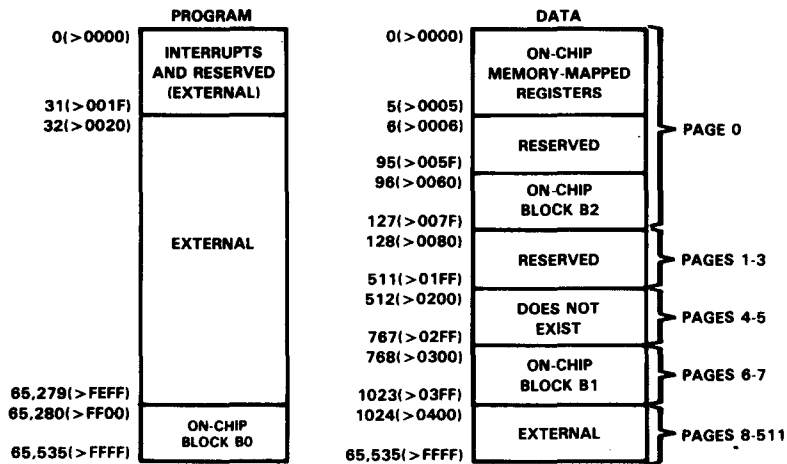 PROGRAM
0(>0000)
INTERRUPTS
AND RESERVED
(EXTERNAL)
31(>001F)
32(>0020)
EXTERNAL
65,279(>FEFF)
65,280(>FF00)
ON-CHIP
BLOCK B0
65,535(>FFFF)
DATA
0(>0000)
ON-CHIP
MEMORY-MAPPED
REGISTERS
5(>0005)
6(>0006)
RESERVED
95(>005F)
96(>0060)
ON-CHIP
BLOCK B2
127(>007F)
PAGE 0
128(>0080)
RESERVED
511(>01FF)
PAGES 1-3
512(>0200)
DOES NOT
EXIST
767(>02FF)
PAGES 4-5
768(>0300)
ON-CHIP
BLOCK B1
1023(>03FF)
PAGES 6-7
1024(>0400)
EXTERNAL
65,535(>FFFF)
PAGES 8-511